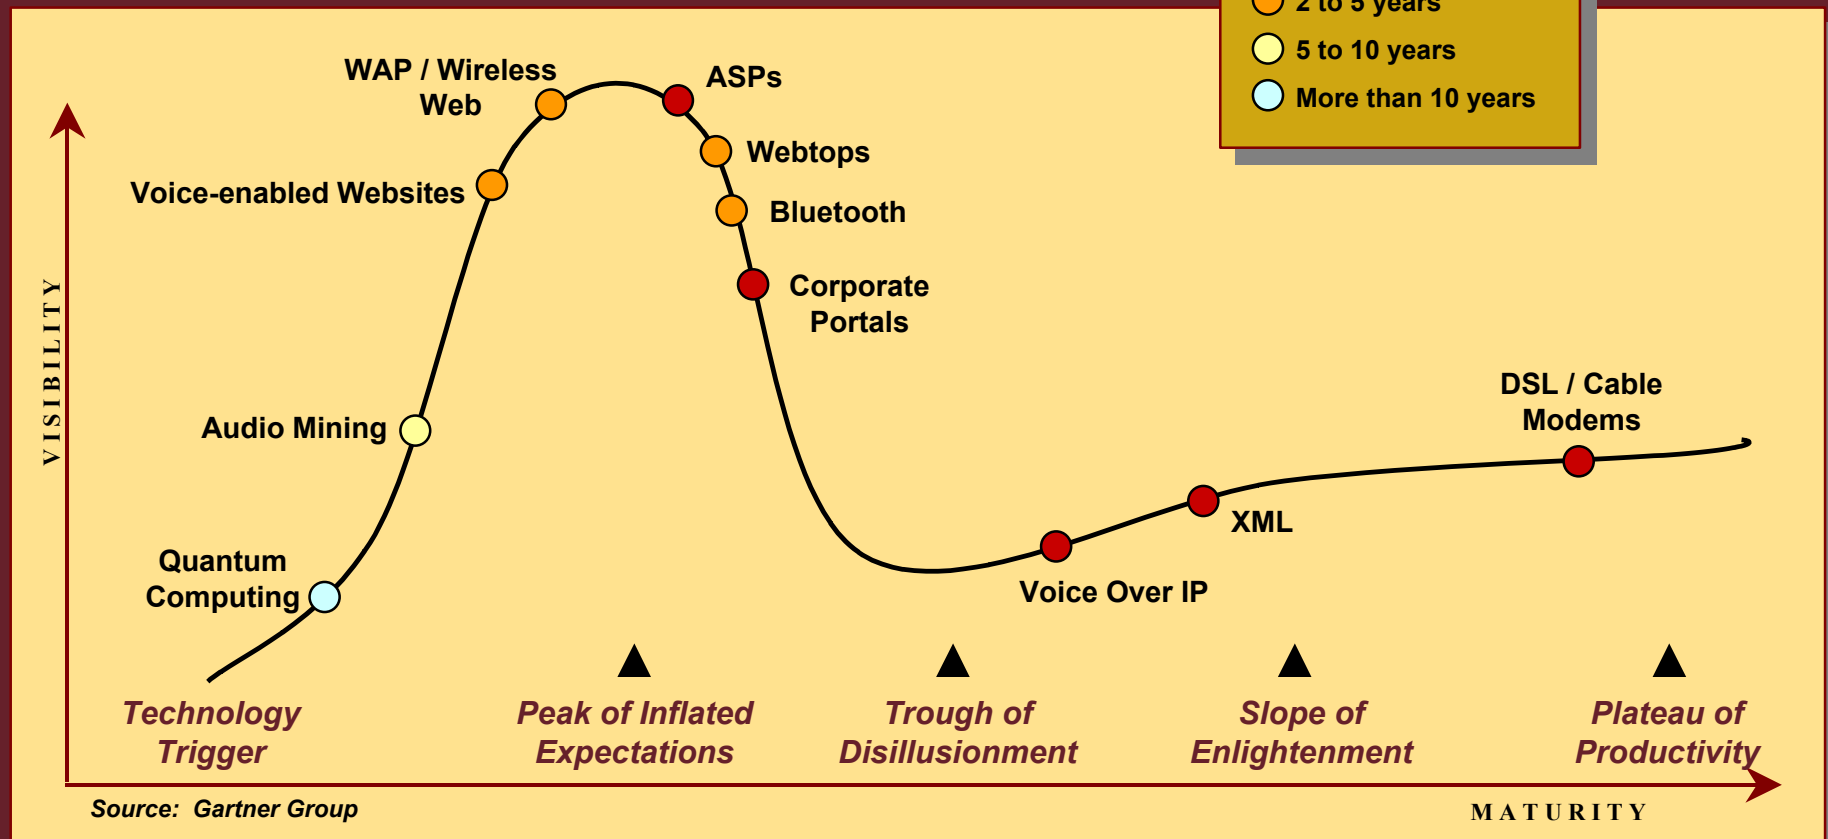 2 to 5 years
5 to 10 years
More than 10 years
WAP / Wireless
Web
ASPs
Webtops
Voice-enabled Websites
Bluetooth
Corporate
Portals
VISIBILITY
DSL / Cable
Modems
Audio Mining
XML
Quantum
Computing
Voice Over IP
Technology
Trigger
Peak of Inflated
Expectations
Trough of
Disillusionment
Slope of
Enlightenment
Plateau of
Productivity
Source: Gartner Group
MATURITY